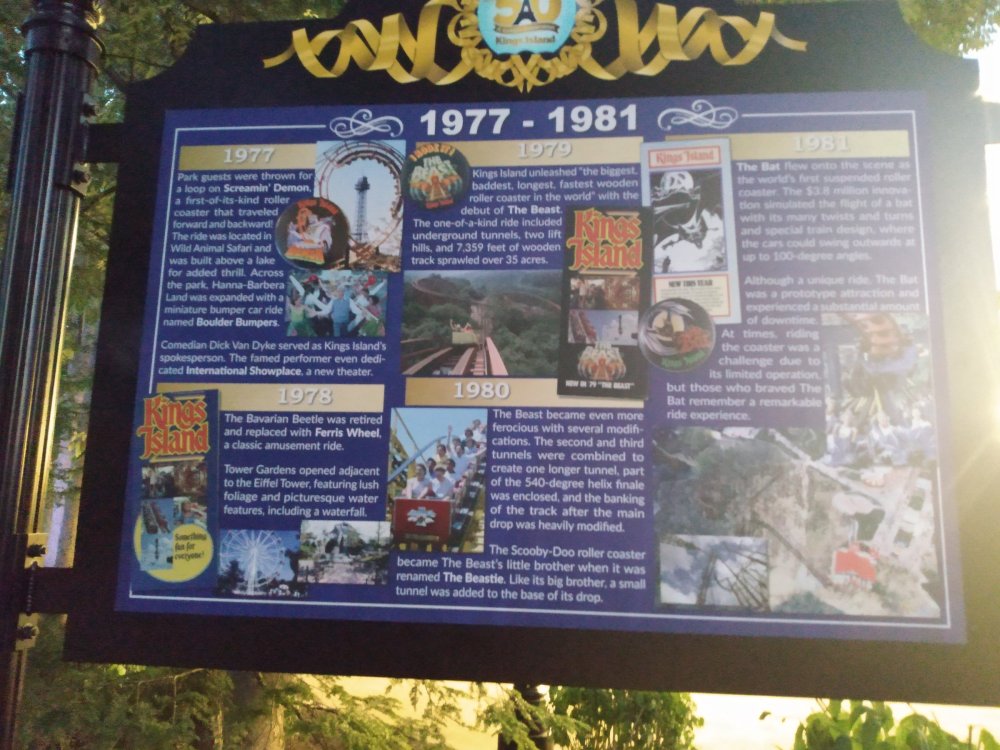 50
Kings Island
1977 - 1981
1977
Park guests were thrown for
a loop on Screamin' Demon,
a first-of-its-kind roller
coaster that traveled
forward and backward!
The ride was located in
Wild Animal Safari and
was built above a lake
for added thrill. Across
the park, Hanna-Barbera
Land was expanded with a
miniature bumper car ride
named Boulder Bumpers.
Comedian Dick Van Dyke served as Kings Island's
spokesperson. The famed performer even dedi-
cated International Showplace, a new theater.
1978
Kings
Island
Something
fun for
everyone!
The Bavarian Beetle was retired
and replaced with Ferris Wheel,
a classic amusement ride.
Tower Gardens opened adjacent
to the Eiffel Tower, featuring lush
foliage and picturesque water
features, including a waterfall.
1979
Kings Island unleashed "the biggest,
baddest, longest, fastest wooden
roller coaster in the world" with the
debut of The Beast.
The one-of-a-kind ride included
underground tunnels, two lift
hills, and 7,359 feet of wooden
track sprawled over 35 acres.
Kings
Island
NEW IN '79 "THE BEAST"
1980
The Beast became even more
ferocious with several modifi-
cations. The second and third
tunnels were combined to
create one longer tunnel, part
of the 540-degree helix finale
was enclosed, and the banking
of the track after the main
drop was heavily modified.
The Scooby-Doo roller coaster
became The Beast's little brother when it was
renamed The Beastie. Like its big brother, a small
tunnel was added to the base of its drop.
Kings Island
NEW THIS YEAR
1981
The Bat flew onto the scene as
the world's first suspended roller
coaster. The $3.8 million innova-
tion simulated the flight of a bat
with its many twists and turns
and special train design, where
the cars could swing outwards at
up to 100-degree angles.
Although a unique ride, The Bat
was a prototype attraction and
experienced a substantial amount
of downtime.
At times, riding
the coaster was a
challenge due to
its limited operation,
but those who braved The
Bat remember a remarkable
ride experience.